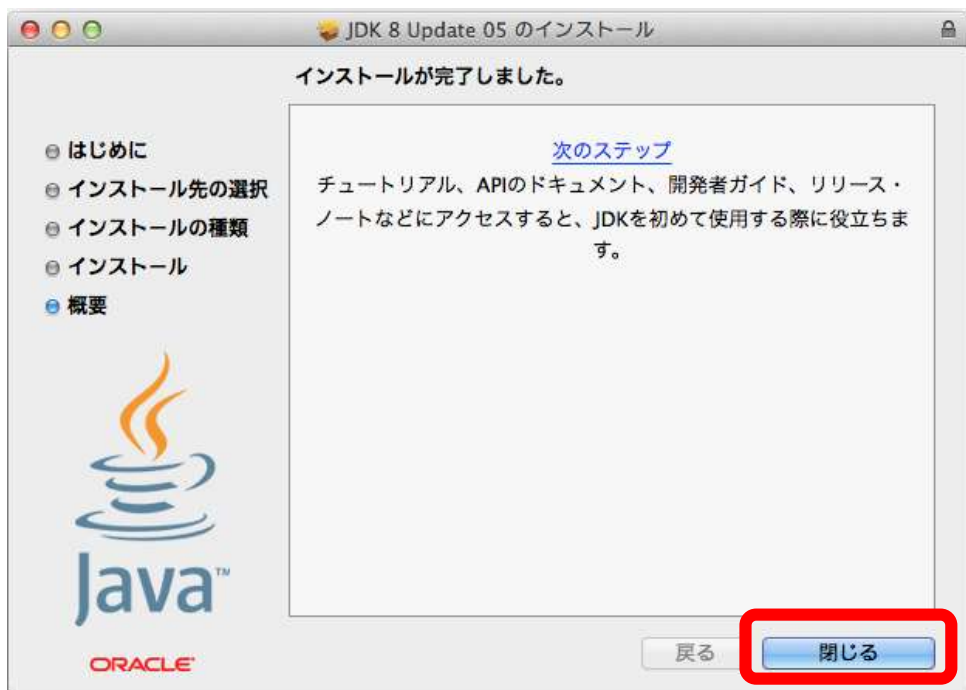 JDK 8 Update 05 のインストール
インストールが完了しました。
はじめに
インストール先の選択
インストールの種類
インストール
概要
次のステップ
チュートリアル、APIのドキュメント、開発者ガイド、リリース・
ノートなどにアクセスすると、JDKを初めて使用する際に役立ちま
す。
Java™
ORACLE®
戻る
閉じる